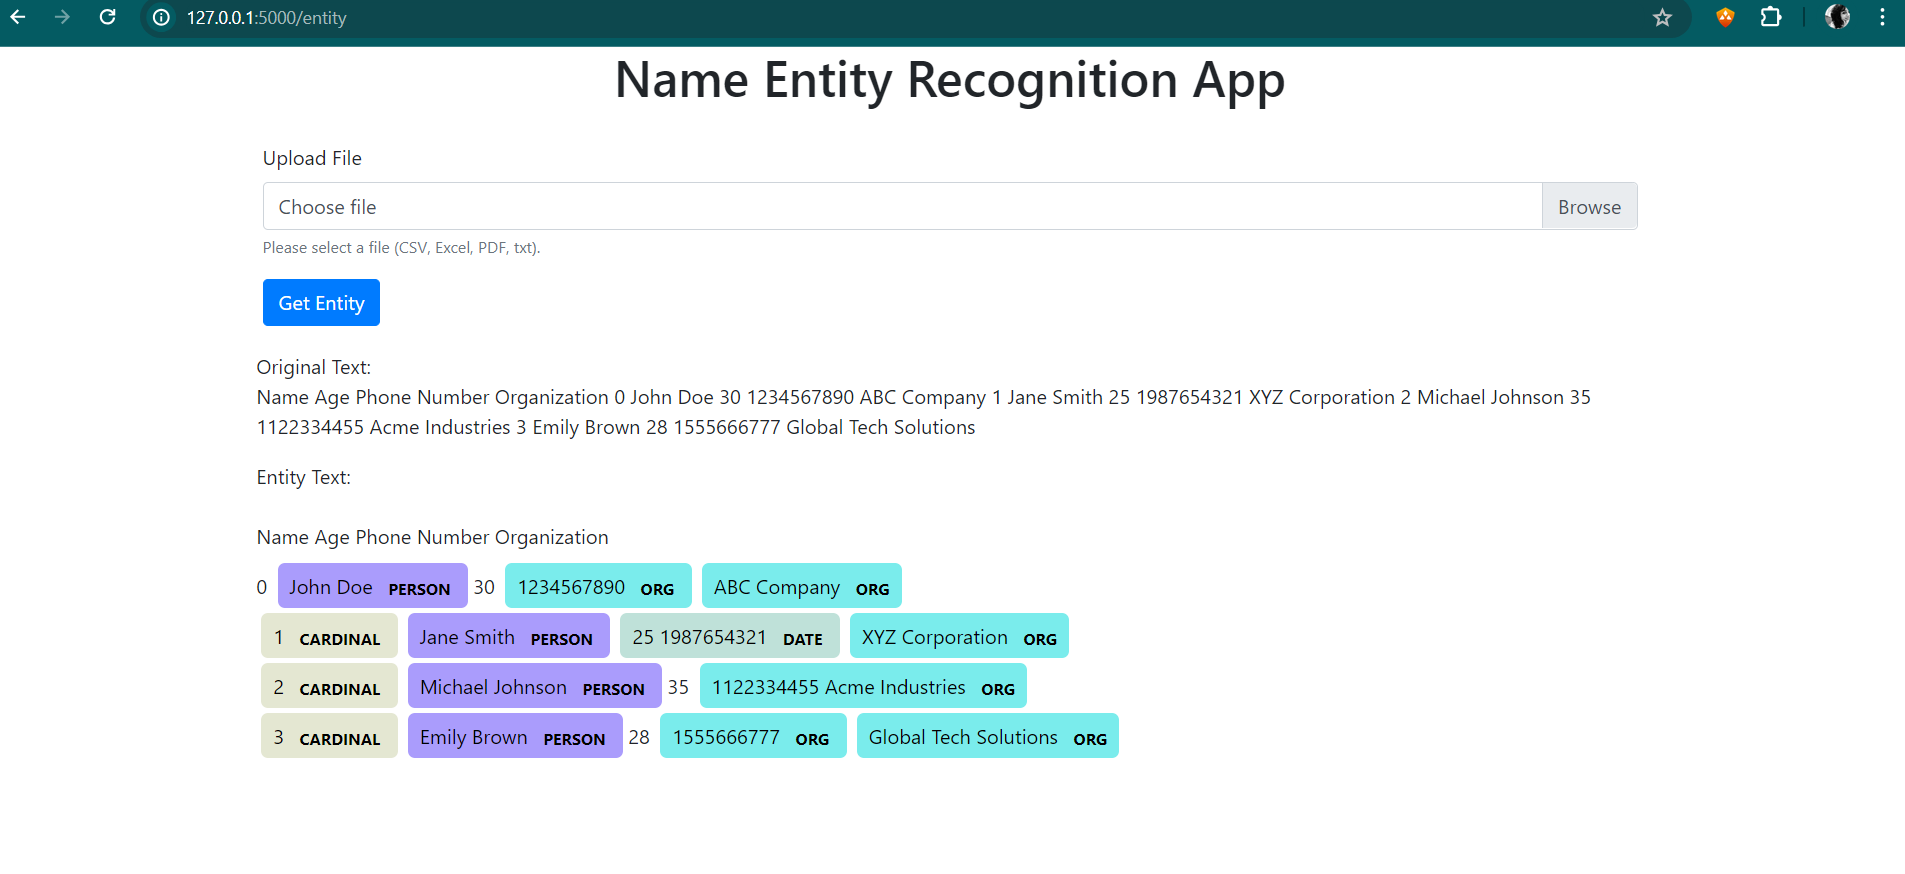 127.0.0.1:5000/entity
Name Entity Recognition App
Upload File
Choose file Browse
Please select a file (CSV, Excel, PDF, txt).
Get Entity
Original Text:
Name Age Phone Number Organization 0 John Doe 30 1234567890 ABC Company 1 Jane Smith 25 1987654321 XYZ Corporation 2 Michael Johnson 35
1122334455 Acme Industries 3 Emily Brown 28 1555666777 Global Tech Solutions
Entity Text:
Name Age Phone Number Organization
0 John Doe PERSON 30 1234567890 ORG ABC Company ORG
1 CARDINAL Jane Smith PERSON 25 1987654321 DATE XYZ Corporation ORG
2 CARDINAL Michael Johnson PERSON 35 1122334455 Acme Industries ORG
3 CARDINAL Emily Brown PERSON 28 1555666777 ORG Global Tech Solutions ORG